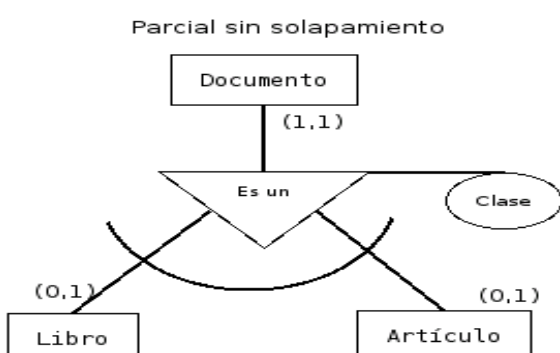 Parcial sin solapamiento
Documento
(1,1)
Es un
Clase
(0,1)
(0,1)
Libro
Artículo